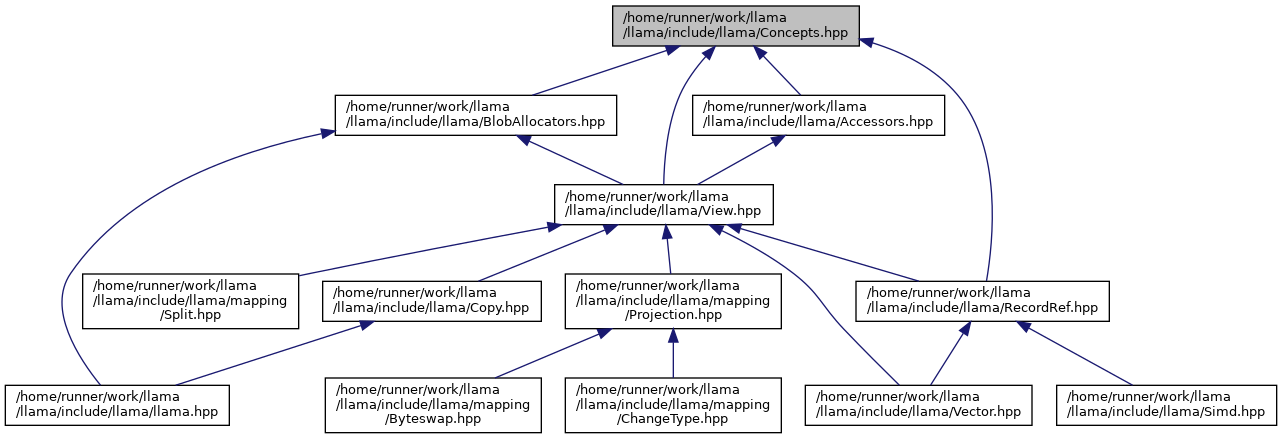 /home/runner/work/llama
/llama/include/llama/Concepts.hpp
/home/runner/work/llama
/llama/include/llama/BlobAllocators.hpp
/home/runner/work/llama
/llama/include/llama/Accessors.hpp
/home/runner/work/llama
/llama/include/llama/View.hpp
/home/runner/work/llama
/llama/include/llama/mapping
/Split.hpp
/home/runner/work/llama
/llama/include/llama/Copy.hpp
/home/runner/work/llama
/llama/include/llama/mapping
/Projection.hpp
/home/runner/work/llama
/llama/include/llama/RecordRef.hpp
/home/runner/work/llama
/llama/include/llama/llama.hpp
/home/runner/work/llama
/llama/include/llama/mapping
/Byteswap.hpp
/home/runner/work/llama
/llama/include/llama/mapping
/ChangeType.hpp
/home/runner/work/llama
/llama/include/llama/Vector.hpp
/home/runner/work/llama
/llama/include/llama/Simd.hpp